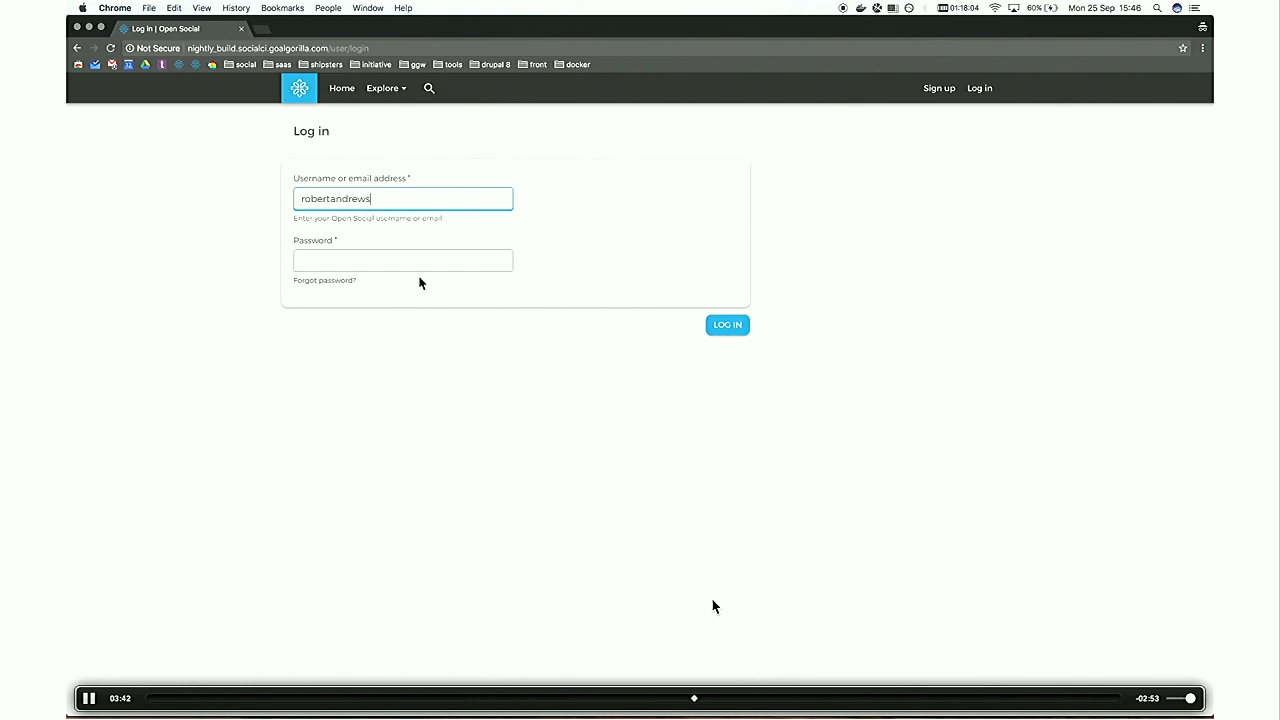 Chrome File Edit View History Bookmarks People Window Help 01:18:04 60% Mon 25 Sep 15:46
Log in | Open Social
Not Secure nightly_build.socialci.goalgorilla.com/user/login
social saas shipsters initiative ggw tools drupal 8 front docker
Home Explore Sign up Log in
Log in
Username or email address *
robertandrews
Enter your Open Social username or email
Password *
Forgot password?
LOG IN
03:42 -02:53